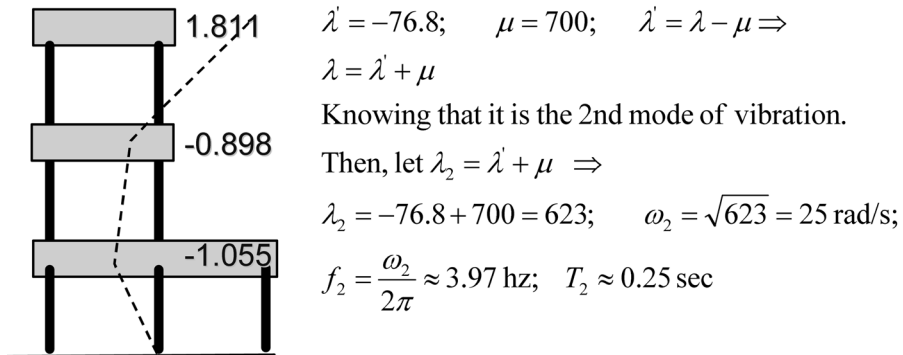 1.811
-0.898
-1.055
λ' = −76.8; μ = 700; λ' = λ − μ ⇒
λ = λ' + μ
Knowing that it is the 2nd mode of vibration.
Then, let λ₂ = λ' + μ ⇒
λ₂ = −76.8 + 700 = 623; ω₂ = √623 = 25 rad/s;
f₂ = ω₂/2π ≈ 3.97 hz; T₂ ≈ 0.25 sec